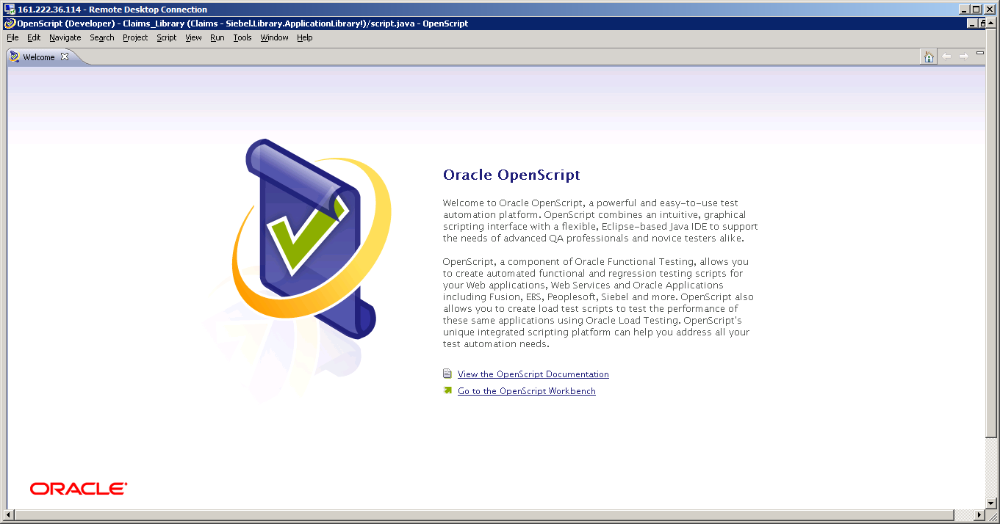 161.222.36.114 - Remote Desktop Connection
OpenScript (Developer) - Claims_Library (Claims - Siebel.Library.ApplicationLibrary!)/script.java - OpenScript
File Edit Navigate Search Project Script View Run Tools Window Help
Welcome
Oracle OpenScript
Welcome to Oracle OpenScript, a powerful and easy-to-use test
automation platform. OpenScript combines an intuitive, graphical
scripting interface with a flexible, Eclipse-based Java IDE to support
the needs of advanced QA professionals and novice testers alike.
OpenScript, a component of Oracle Functional Testing, allows you
to create automated functional and regression testing scripts for
your Web applications, Web Services and Oracle Applications
including Fusion, EBS, Peoplesoft, Siebel and more. OpenScript also
allows you to create load test scripts to test the performance of
these same applications using Oracle Load Testing. OpenScript's
unique integrated scripting platform can help you address all your
test automation needs.
View the OpenScript Documentation
Go to the OpenScript Workbench
ORACLE